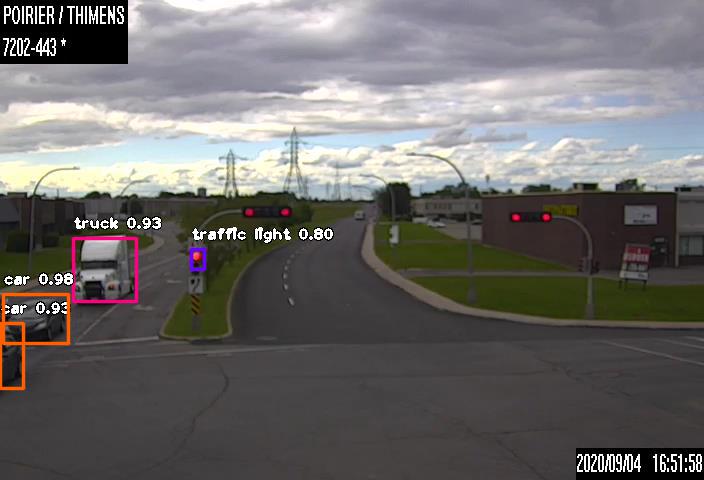 POIRIER / THIMENS
7202-443 *
truck 0.93
traffic light 0.80
car 0.98
car 0.93
2020/09/04 16:51:58